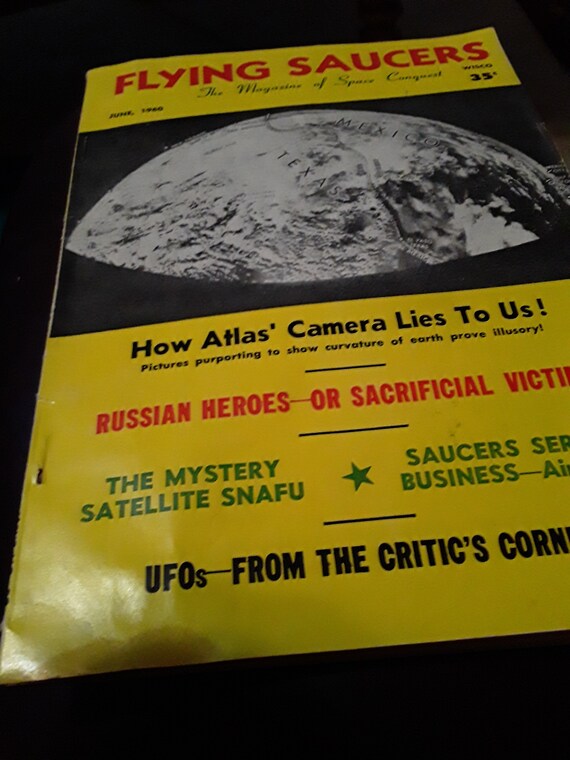 FLYING SAUCERS
The Magazine of Space Conquest
WISCO
35¢
JUNE, 1960
MEXICO
TEXAS
How Atlas' Camera Lies To Us!
Pictures purporting to show curvature of earth prove illusory!
RUSSIAN HEROES—OR SACRIFICIAL VICTI
THE MYSTERY
SATELLITE SNAFU
SAUCERS SER
BUSINESS—Ai
UFOs—FROM THE CRITIC'S CORN